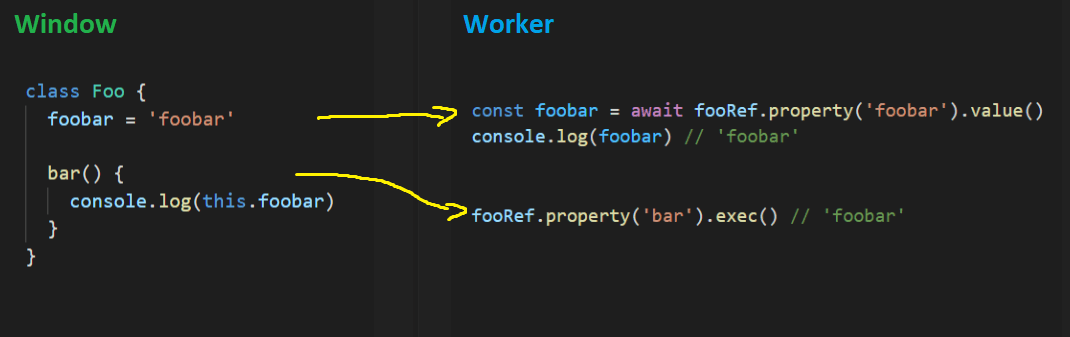 Window
class Foo {
  foobar = 'foobar'
  bar() {
    console.log(this.foobar)
  }
}
Worker
const foobar = await fooRef.property('foobar').value()
console.log(foobar) // 'foobar'
fooRef.property('bar').exec() // 'foobar'